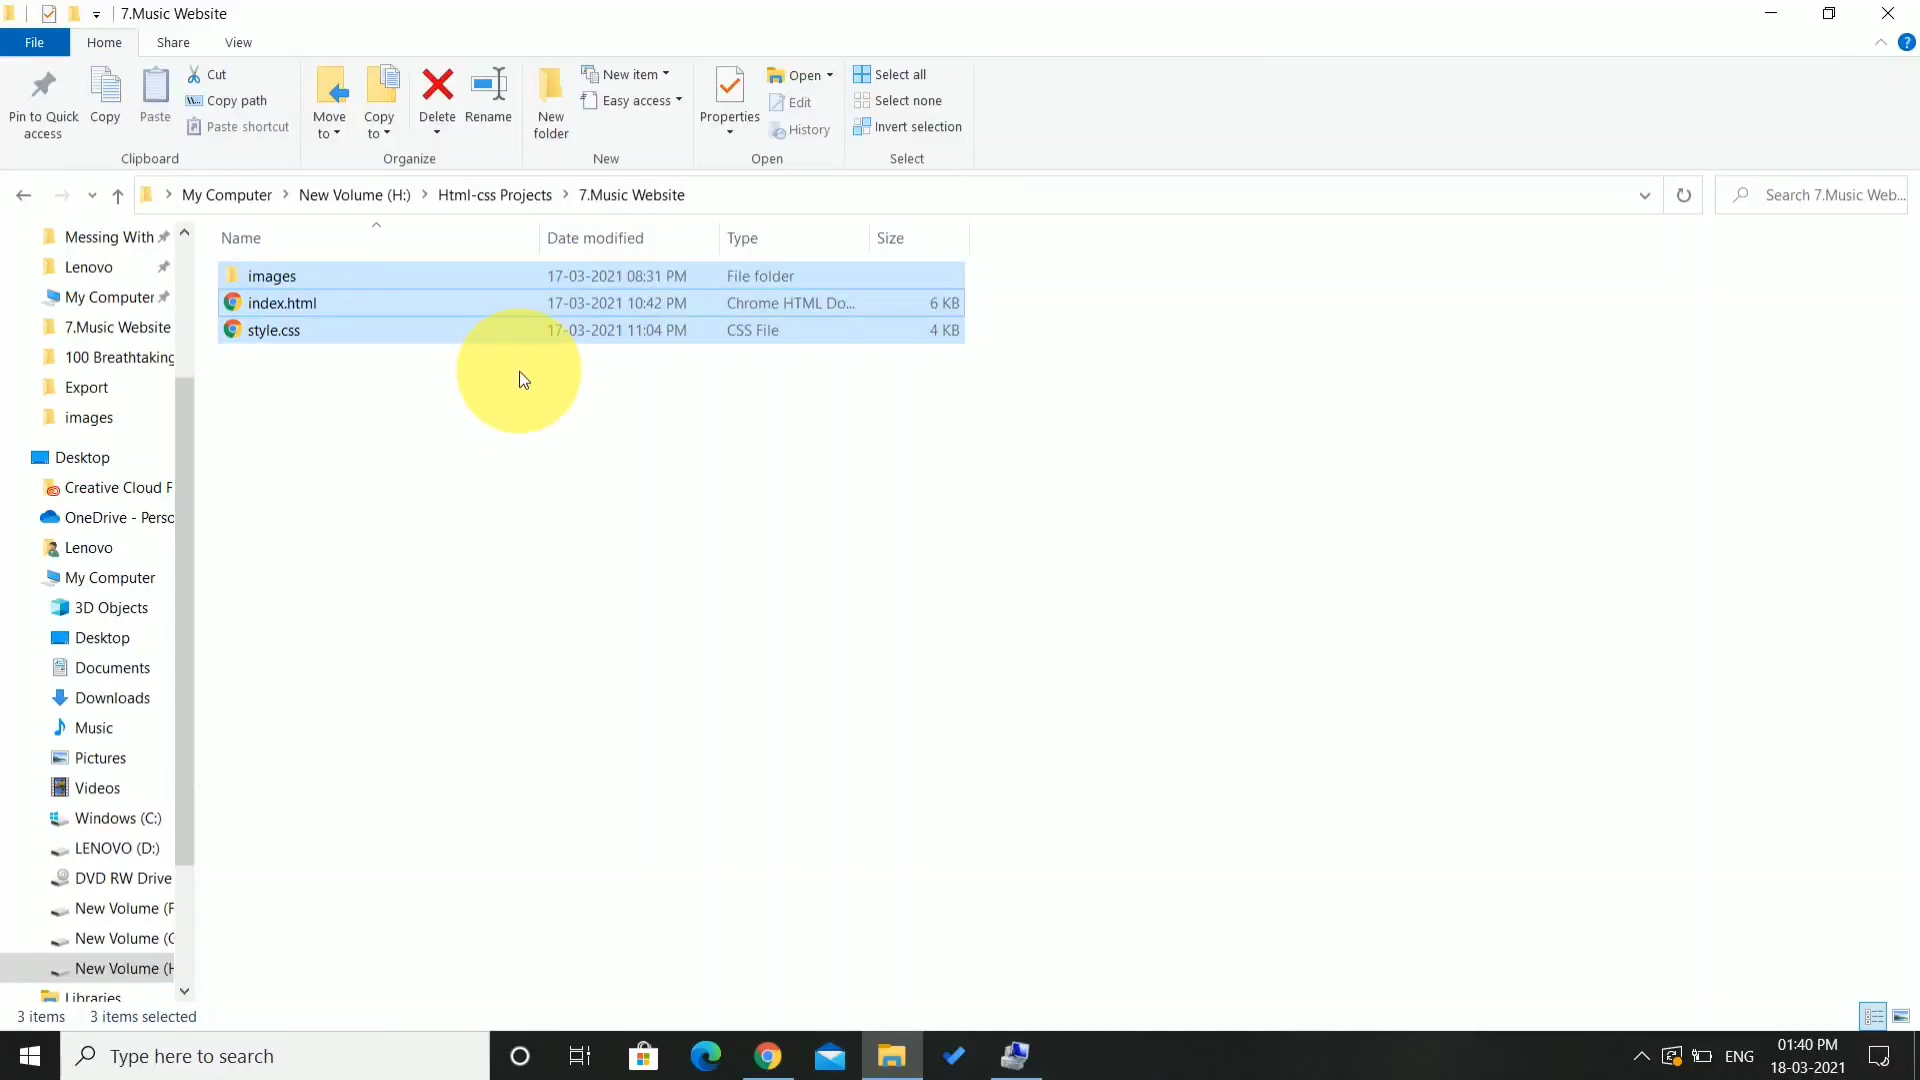 7.Music Website
File Home Share View
Pin to Quick access
Copy
Paste
Cut
Copy path
Paste shortcut
Clipboard
Move to
Copy to
Delete
Rename
Organize
New folder
New item
Easy access
New
Properties
Open
Edit
History
Open
Select all
Select none
Invert selection
Select
My Computer New Volume (H:) Html-css Projects 7.Music Website
Search 7.Music Web...
Name Date modified Type Size
images 17-03-2021 08:31 PM File folder
index.html 17-03-2021 10:42 PM Chrome HTML Do... 6 KB
style.css 17-03-2021 11:04 PM CSS File 4 KB
Messing With
Lenovo
My Computer
7.Music Website
100 Breathtaking
Export
images
Desktop
Creative Cloud F
OneDrive - Perso
Lenovo
My Computer
3D Objects
Desktop
Documents
Downloads
Music
Pictures
Videos
Windows (C:)
LENOVO (D:)
DVD RW Drive
New Volume (F
New Volume (G
New Volume (H
Libraries
3 items 3 items selected
Type here to search
ENG
01:40 PM
18-03-2021